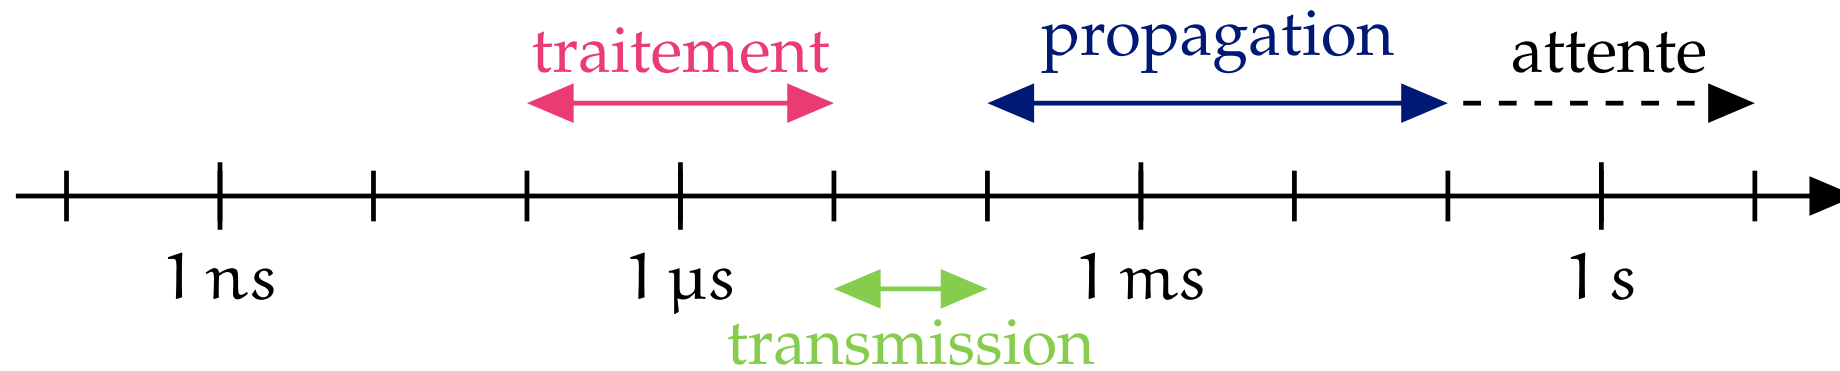 traitement
propagation
attente
1 ns
1 µs
1 ms
1 s
transmission